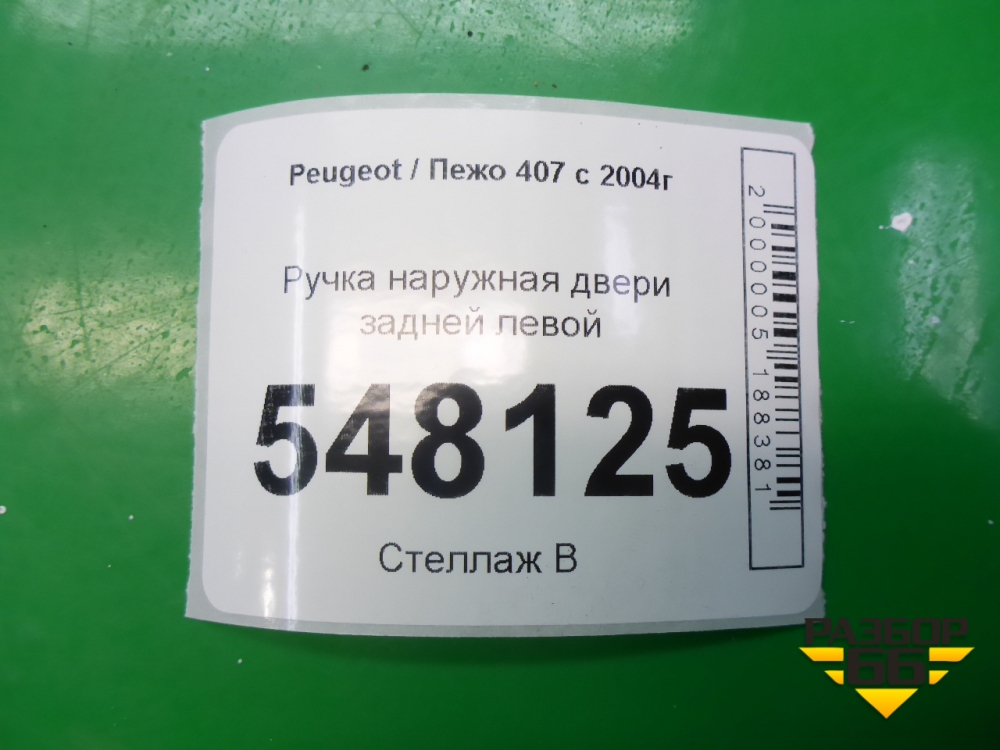 Peugeot / Пежо 407 с 2004г
Ручка наружная двери
задней левой
548125
Стеллаж В
2000005188381
РАЗБОР
66